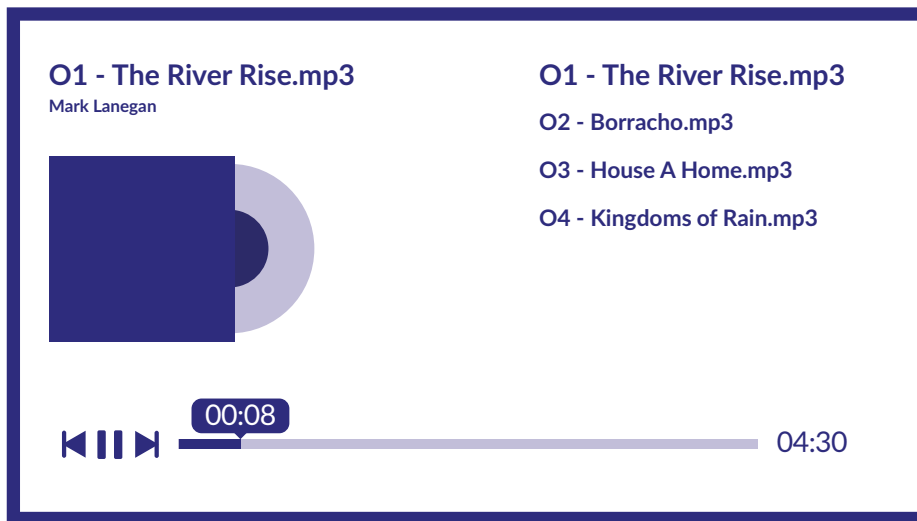 O1 - The River Rise.mp3
Mark Lanegan
O1 - The River Rise.mp3
O2 - Borracho.mp3
O3 - House A Home.mp3
O4 - Kingdoms of Rain.mp3
00:08
04:30